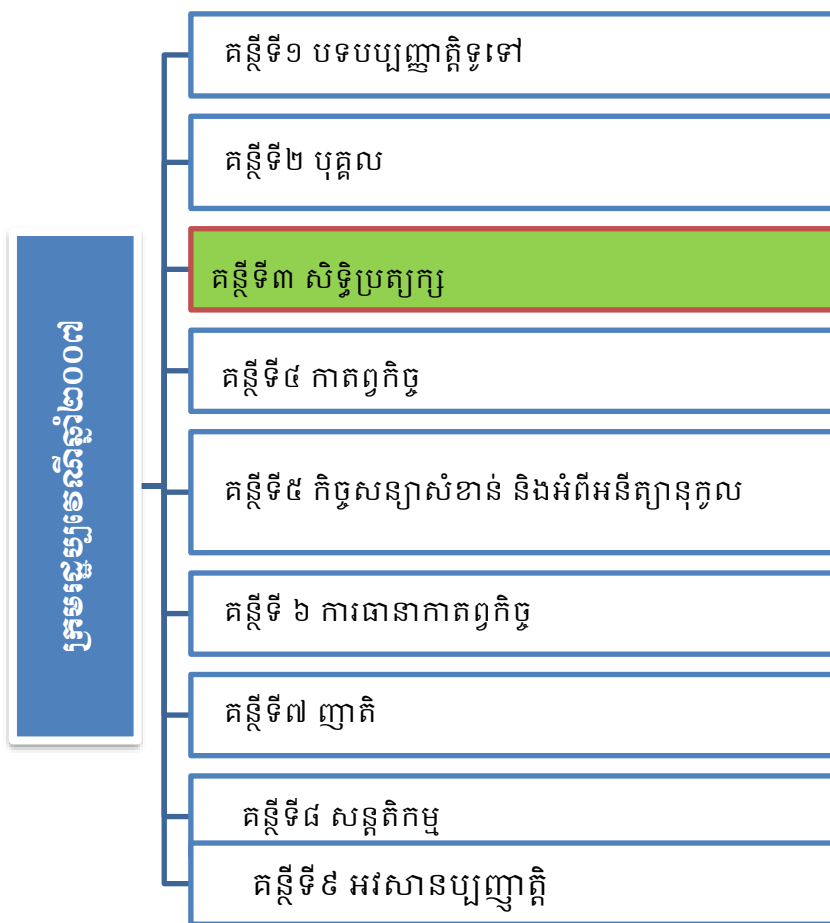 ក្រមរដ្ឋប្បវេណីឆ្នាំ២០០៧
គន្ថីទី១ បទបប្បញ្ញាត្តិទូទៅ
គន្ថីទី២ បុគ្គល
គន្ថីទី៣ សិទ្ធិប្រត្យក្ស
គន្ថីទី៤ កាតព្វកិច្ច
គន្ថីទី៥ កិច្ចសន្យាសំខាន់ និងអំពីអនីត្យានុកូល
គន្ថីទី ៦ ការធានាកាតព្វកិច្ច
គន្ថីទី៧ ញាតិ
គន្ថីទី៨ សន្តតិកម្ម
គន្ថីទី៩ អវសានប្បញ្ញាត្តិ